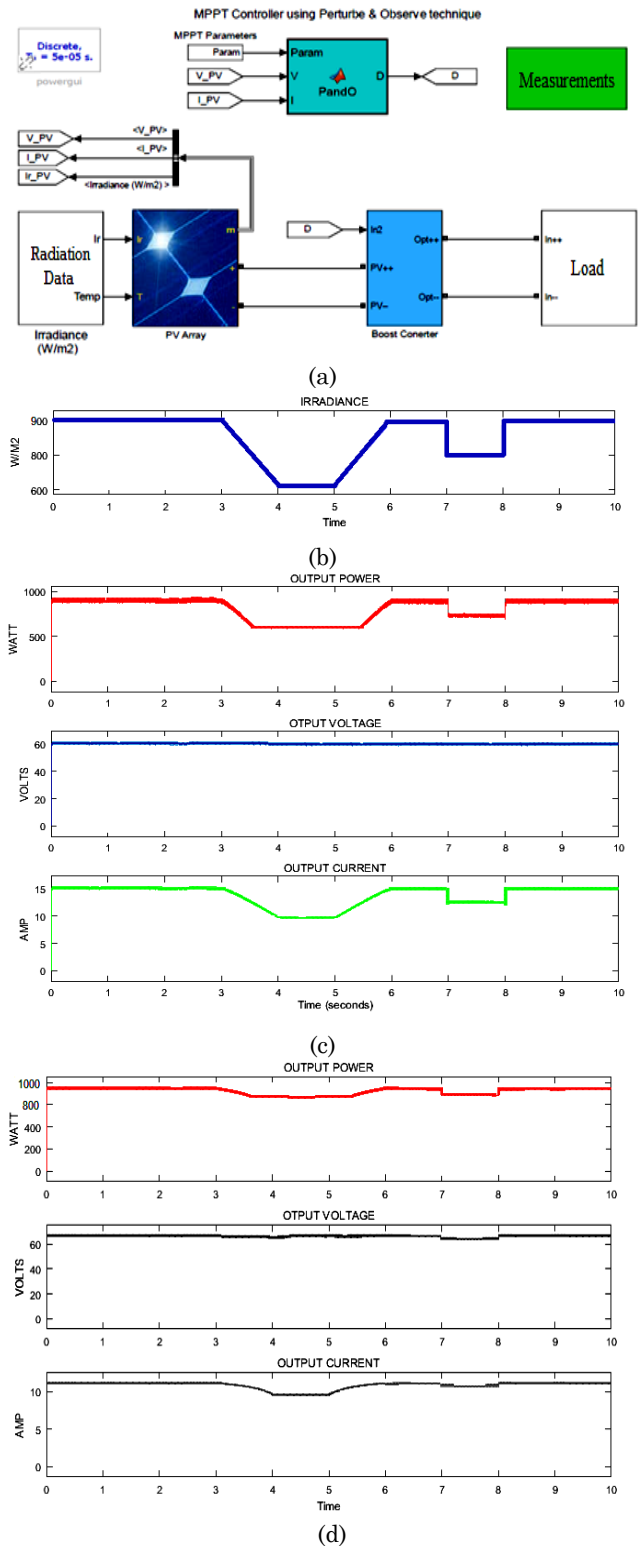 MPPT Controller using Perturbe & Observe technique
Discrete,
= 5e-05 s.
powergui
MPPT Parameters
Param
V_PV
I_PV
Param
V
I
D
PandO
D
Measurements
V_PV
I_PV
Ir_PV
<V_PV>
<I_PV>
<Irradiance (W/m2) >
Radiation
Data
Ir
Temp
Irradiance
(W/m2)
Ir
T
m
+
-
PV Array
D
In2
PV++
PV--
Opt++
Opt--
Boost Conerter
In++
In--
Load
(a)
IRRADIANCE
W/M2
900
800
600
0 1 2 3 4 5 6 7 8 9 10
Time
(b)
OUTPUT POWER
WATT
1000
500
0
0 1 2 3 4 5 6 7 8 9 10
OTPUT VOLTAGE
VOLTS
60
60
20
0
0 1 2 3 4 5 6 7 8 9 10
OUTPUT CURRENT
AMP
15
10
5
0
0 1 2 3 4 5 6 7 8 9 10
Time (seconds)
(c)
OUTPUT POWER
WATT
1000
800
400
200
0
0 1 2 3 4 5 6 7 8 9 10
OTPUT VOLTAGE
VOLTS
60
40
20
0
0 1 2 3 4 5 6 7 8 9 10
OUTPUT CURRENT
AMP
10
5
0
0 1 2 3 4 5 6 7 8 9 10
Time
(d)